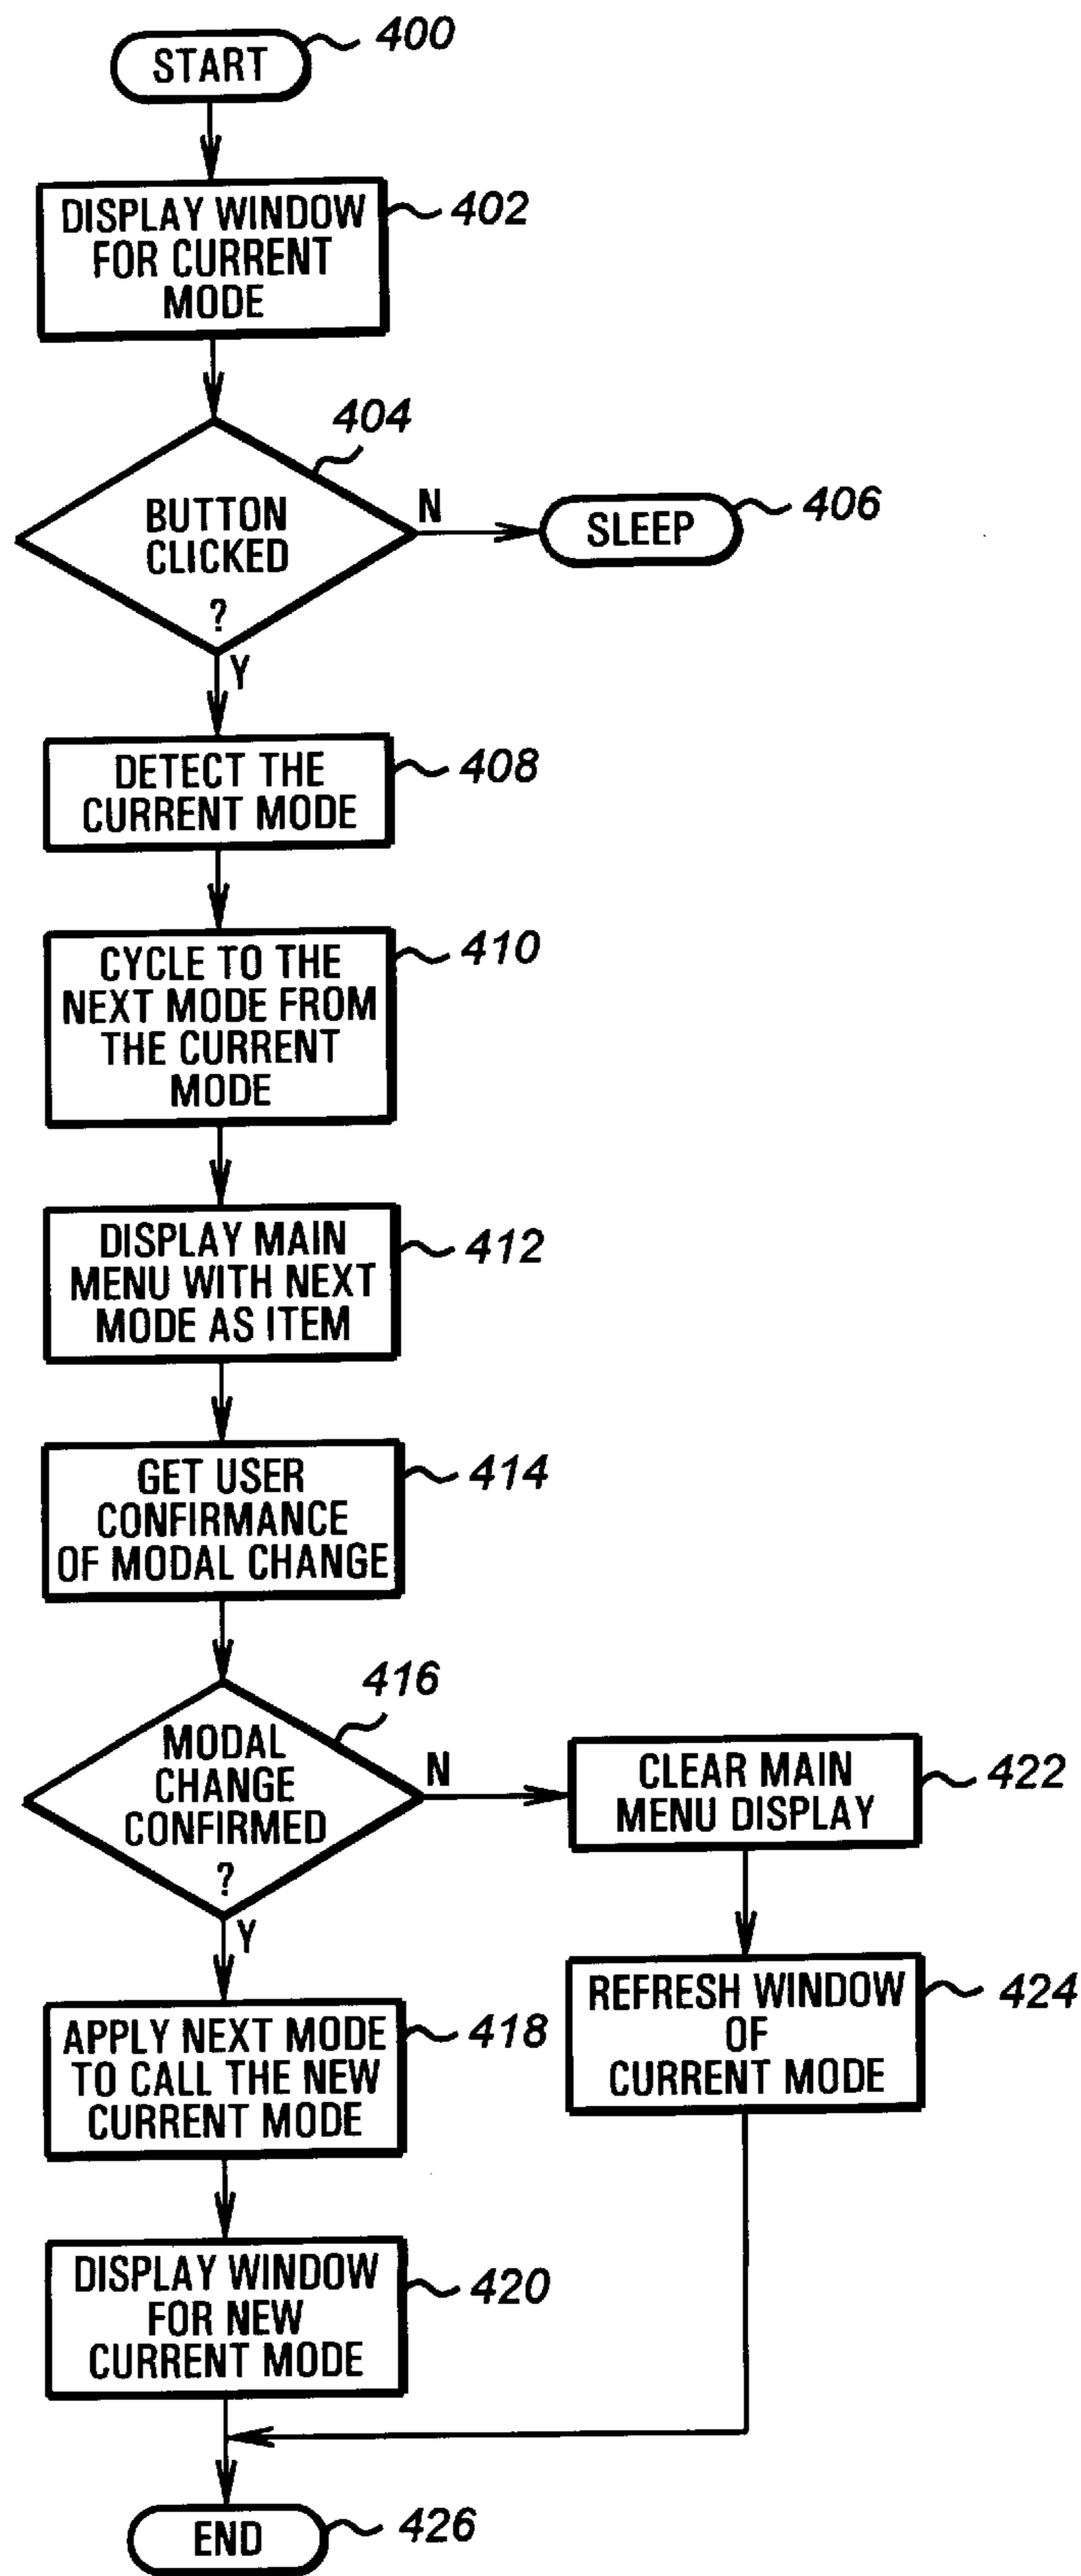 START
400
DISPLAY WINDOW
FOR CURRENT
MODE
402
404
BUTTON
CLICKED
?
N
SLEEP
406
Y
DETECT THE
CURRENT MODE
408
CYCLE TO THE
NEXT MODE FROM
THE CURRENT
MODE
410
DISPLAY MAIN
MENU WITH NEXT
MODE AS ITEM
412
GET USER
CONFIRMANCE
OF MODAL CHANGE
414
416
MODAL
CHANGE
CONFIRMED
?
N
CLEAR MAIN
MENU DISPLAY
422
Y
REFRESH WINDOW
OF
CURRENT MODE
424
APPLY NEXT MODE
TO CALL THE NEW
CURRENT MODE
418
DISPLAY WINDOW
FOR NEW
CURRENT MODE
420
END
426